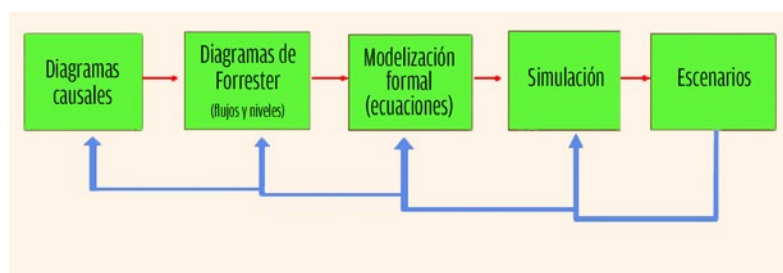 Diagramas
causales
Diagramas de
Forrester
(flujos y niveles)
Modelización
formal
(ecuaciones)
Simulación
Escenarios